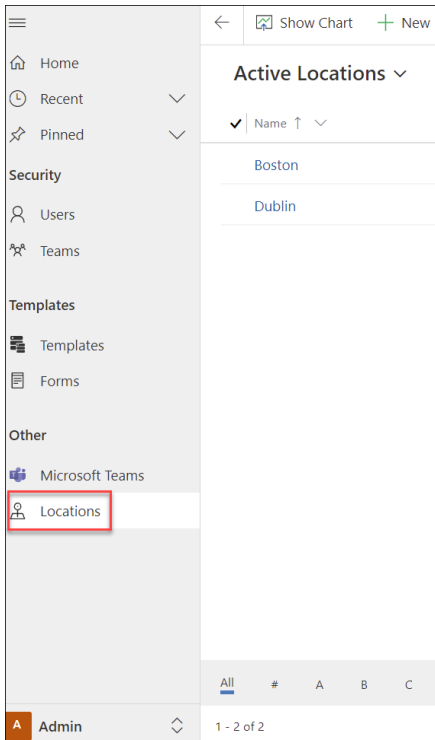 Home
Recent
Pinned
Security
Users
Teams
Templates
Templates
Forms
Other
Microsoft Teams
Locations
A Admin
Show Chart New
Active Locations
Name
Boston
Dublin
All # A B C
1 - 2 of 2